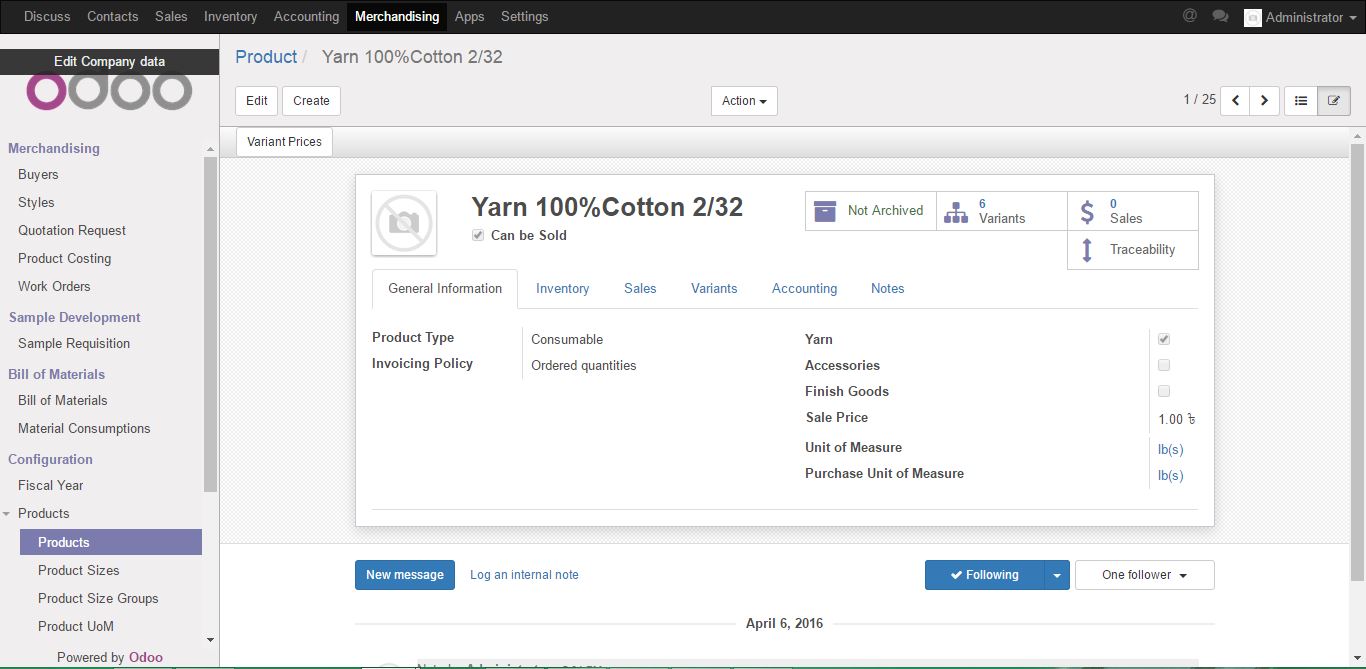 Discuss Contacts Sales Inventory Accounting Merchandising Apps Settings @ Administrator
Edit Company data
odoo
Merchandising
Buyers
Styles
Quotation Request
Product Costing
Work Orders
Sample Development
Sample Requisition
Bill of Materials
Bill of Materials
Material Consumptions
Configuration
Fiscal Year
Products
Products
Product Sizes
Product Size Groups
Product UoM
Powered by Odoo
Product / Yarn 100%Cotton 2/32
Edit Create Action 1 / 25
Variant Prices
Yarn 100%Cotton 2/32
Can be Sold
Not Archived
6 Variants
0 Sales
Traceability
General Information Inventory Sales Variants Accounting Notes
Product Type Consumable
Invoicing Policy Ordered quantities
Yarn
Accessories
Finish Goods
Sale Price 1.00 ৳
Unit of Measure lb(s)
Purchase Unit of Measure lb(s)
New message Log an internal note Following One follower
April 6, 2016